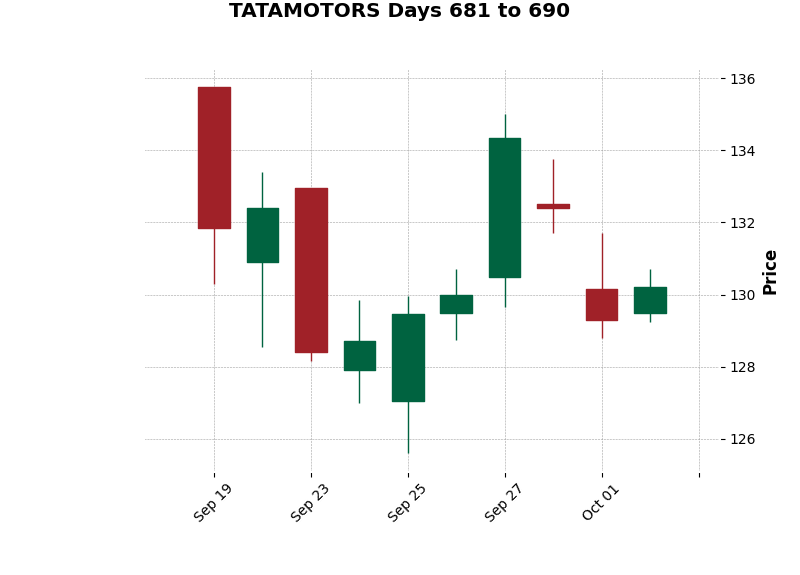 TATAMOTORS Days 681 to 690
136
134
132
130
128
126
Price
Sep 19
Sep 23
Sep 25
Sep 27
Oct 01